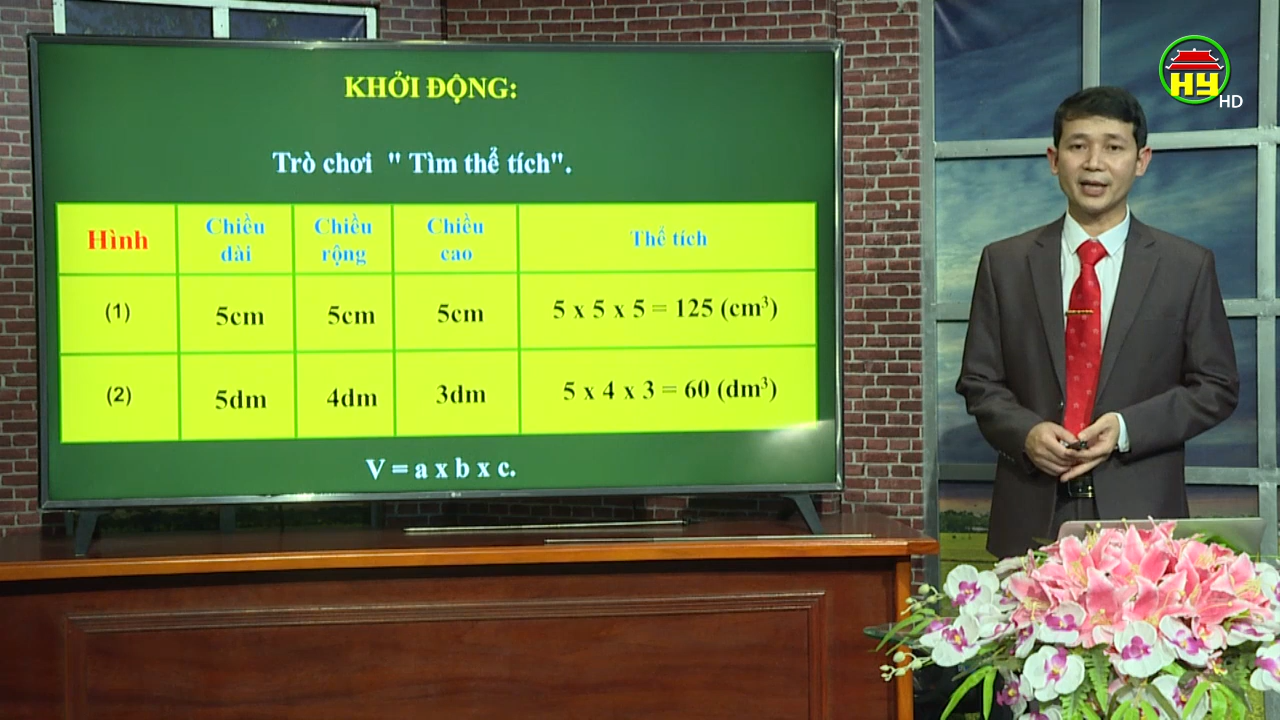 KHỞI ĐỘNG:
Trò chơi " Tìm thể tích".
Hình Chiều dài Chiều rộng Chiều cao Thể tích
(1) 5cm 5cm 5cm 5 x 5 x 5 = 125 (cm³)
(2) 5dm 4dm 3dm 5 x 4 x 3 = 60 (dm³)
V = a x b x c.
LG
HY
HD